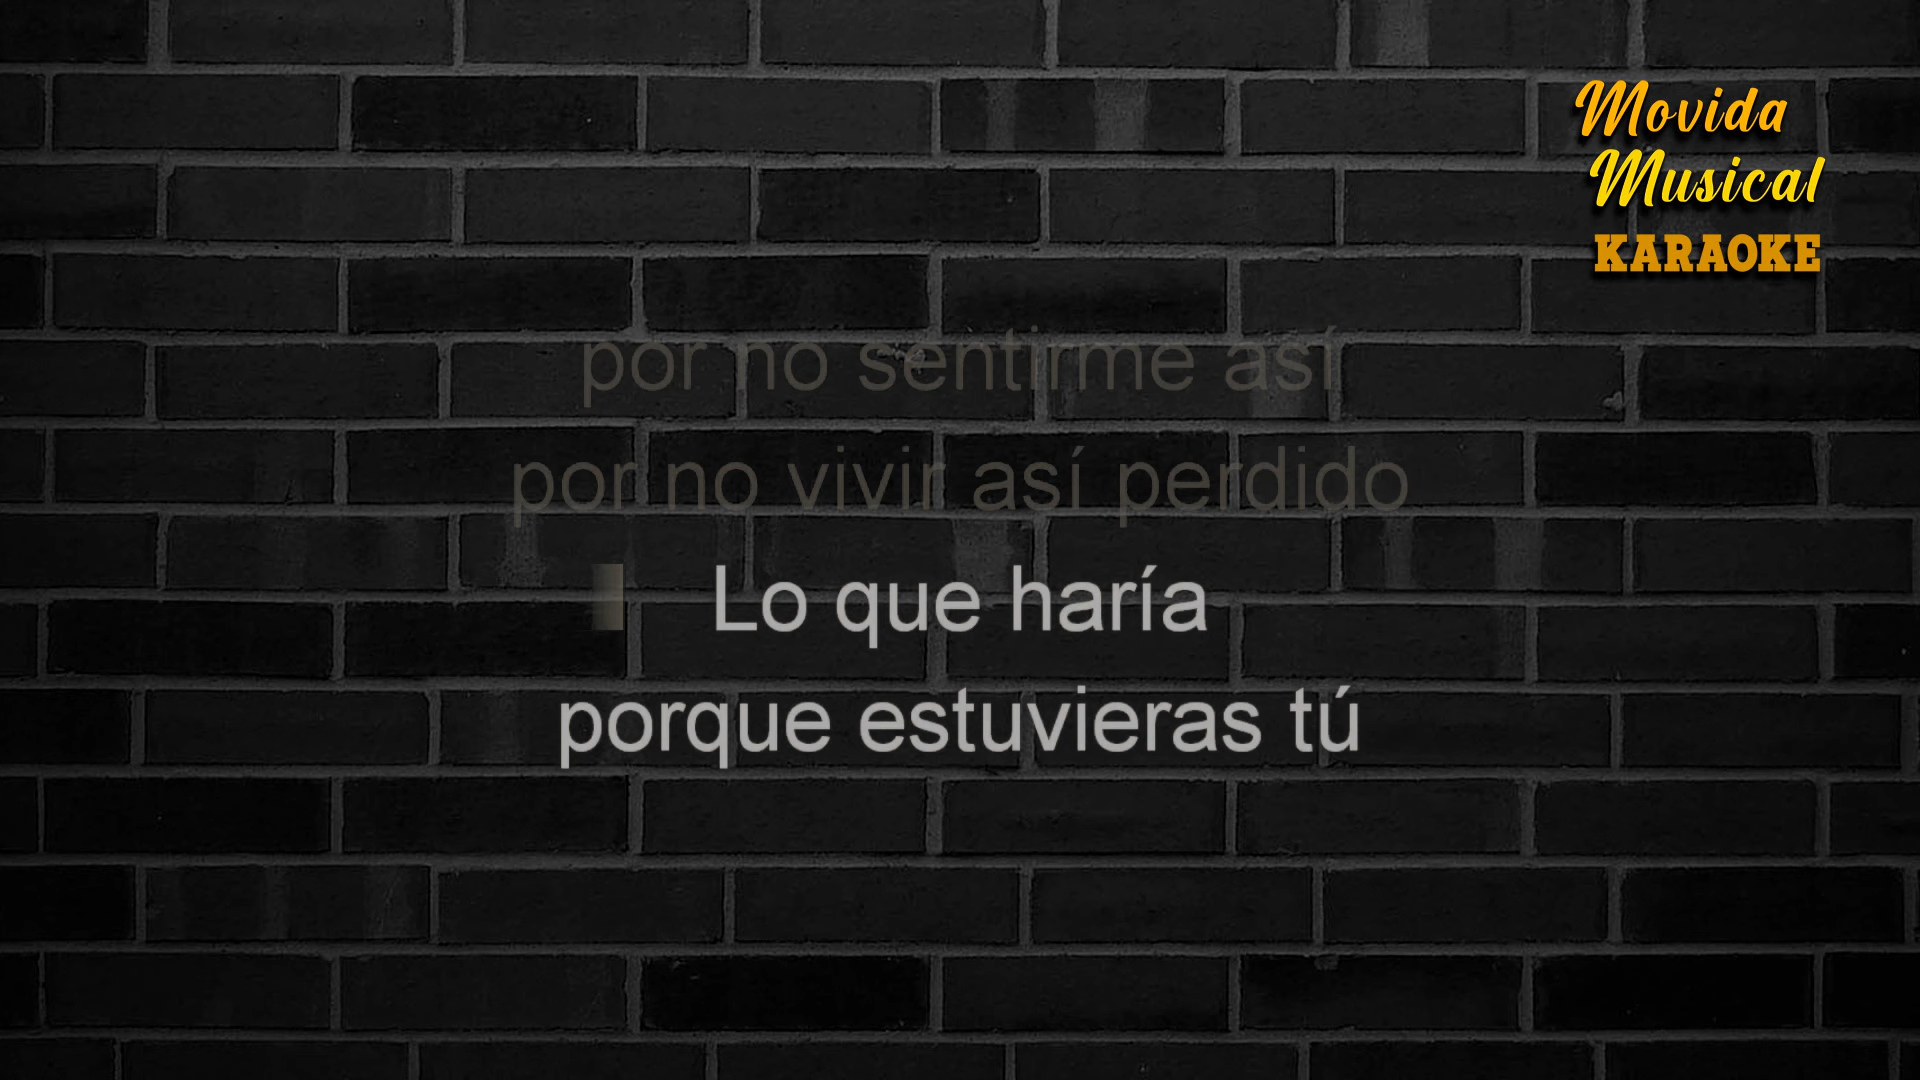 Movida
Musical
KARAOKE
por no sentirme así
por no vivir así perdido
Lo que haría
porque estuvieras tú